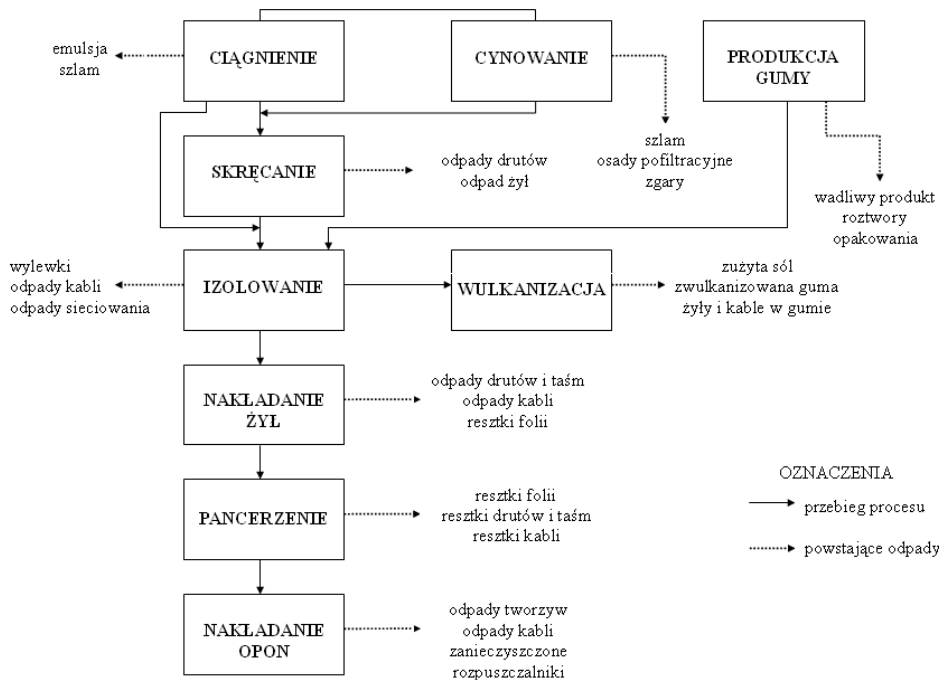 emulsja
szlam
CIĄGNIENIE
CYNOWANIE
PRODUKCJA
GUMY
szlam
osady pofiltracyjne
zgary
SKRĘCANIE
odpady drutów
odpad żył
wadliwy produkt
roztwory
opakowania
wylewki
odpady kabli
odpady sieciowania
IZOLOWANIE
WULKANIZACJA
zużyta sól
zwulkanizowana guma
żyły i kable w gumie
NAKŁADANIE
ŻYŁ
odpady drutów i taśm
odpady kabli
resztki folii
OZNACZENIA
przebieg procesu
powstające odpady
PANCERZENIE
resztki folii
resztki drutów i taśm
resztki kabli
NAKŁADANIE
OPON
odpady tworzyw
odpady kabli
zanieczyszczone
rozpuszczalniki